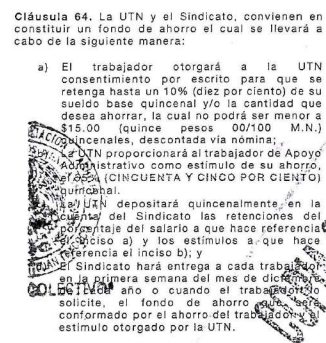 Cláusula 64. La UTN y el Sindicato, convienen en
constituir un fondo de ahorro el cual se llevará a
cabo de la siguiente manera:
a) El trabajador otorgará a la UTN
consentimiento por escrito para que se
retenga hasta un 10% (diez por ciento) de su
sueldo base quincenal y/o la cantidad que
desea ahorrar, la cual no podrá ser menor a
$15.00 (quince pesos 00/100 M.N.)
quincenales, descontada vía nómina;
La UTN proporcionará al trabajador de Apoyo
Administrativo como estímulo de su ahorro,
el 55% (CINCUENTA Y CINCO POR CIENTO)
quincenal.
La UTN depositará quincenalmente en la
cuenta del Sindicato las retenciones del
porcentaje del salario a que hace referencia
el inciso a) y los estímulos a que hace
referencia el inciso b); y
El Sindicato hará entrega a cada trabajador
en la primera semana del mes de diciembre
de cada año o cuando el trabajador lo
solicite, el fondo de ahorro que será
conformado por el ahorro del trabajador y el
estimulo otorgado por la UTN.
COLECTIVO